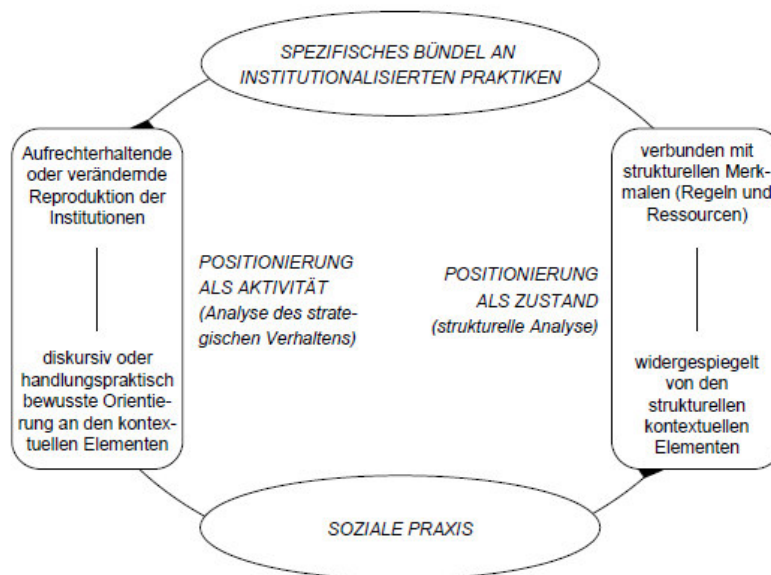 SPEZIFISCHES BÜNDEL AN
INSTITUTIONALISIERTEN PRAKTIKEN
Aufrechterhaltende
oder verändernde
Reproduktion der
Institutionen
diskursiv oder
handlungspraktisch
bewusste Orientie-
rung an den kontex-
tuellen Elementen
POSITIONIERUNG
ALS AKTIVITÄT
(Analyse des strate-
gischen Verhaltens)
POSITIONIERUNG
ALS ZUSTAND
(strukturelle Analyse)
verbunden mit
strukturellen Merk-
malen (Regeln und
Ressourcen)
widergespiegelt
von den
strukturellen
kontextuellen
Elementen
SOZIALE PRAXIS